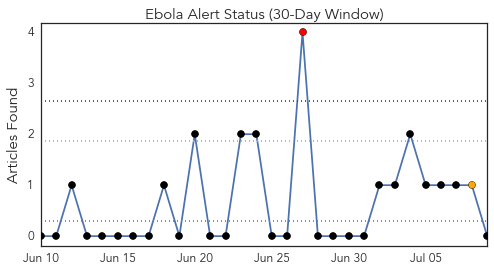 Ebola Alert Status (30-Day Window)
Articles Found
4
3
2
1
0
Jun 10
Jun 15
Jun 20
Jun 25
Jun 30
Jul 05